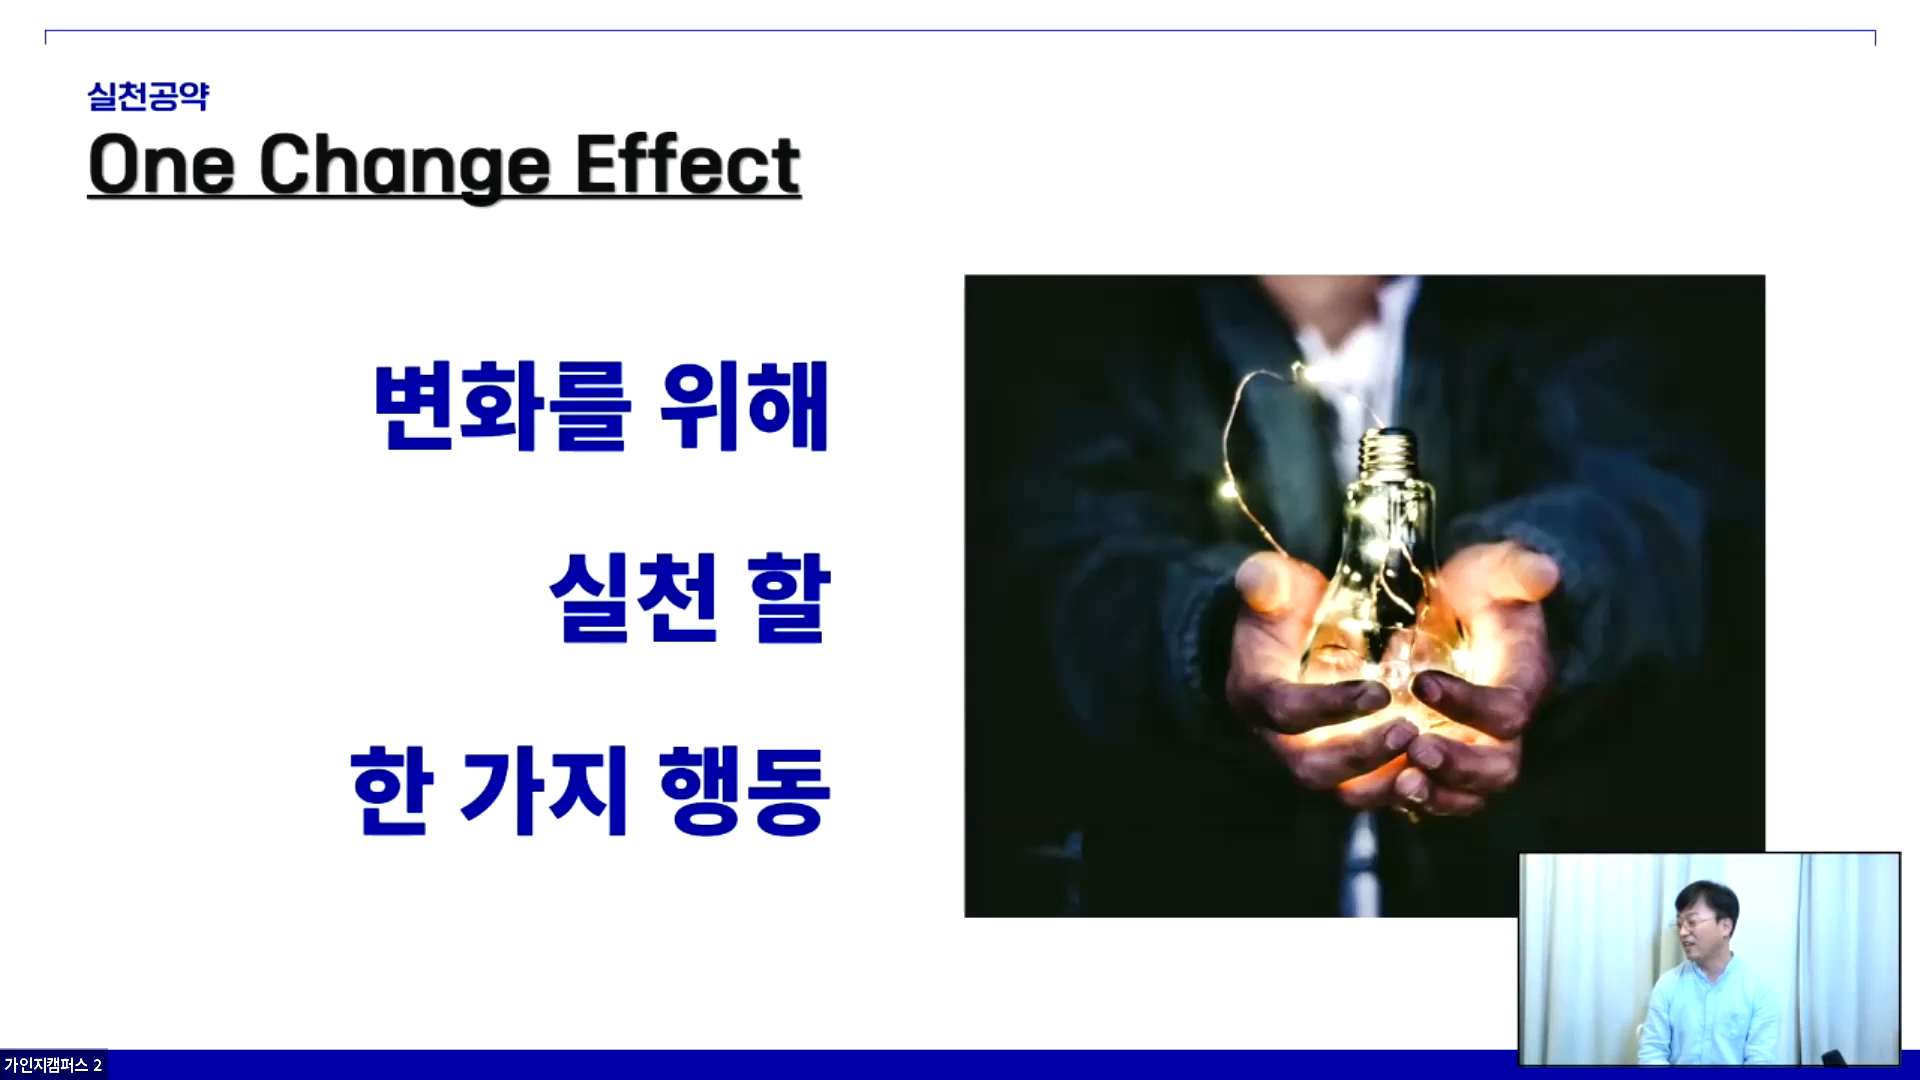 실천공약
One Change Effect
변화를 위해
실천 할
한 가지 행동
가인지캠퍼스 2